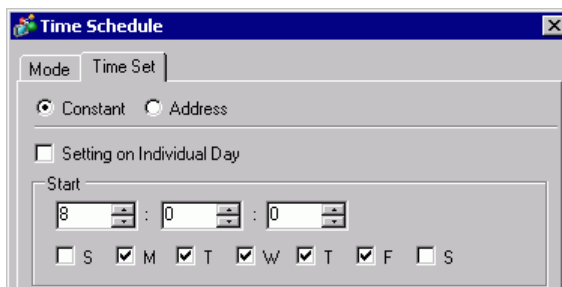 Time Schedule
Mode Time Set
Constant Address
Setting on Individual Day
Start
8 : 0 : 0
S M T W T F S